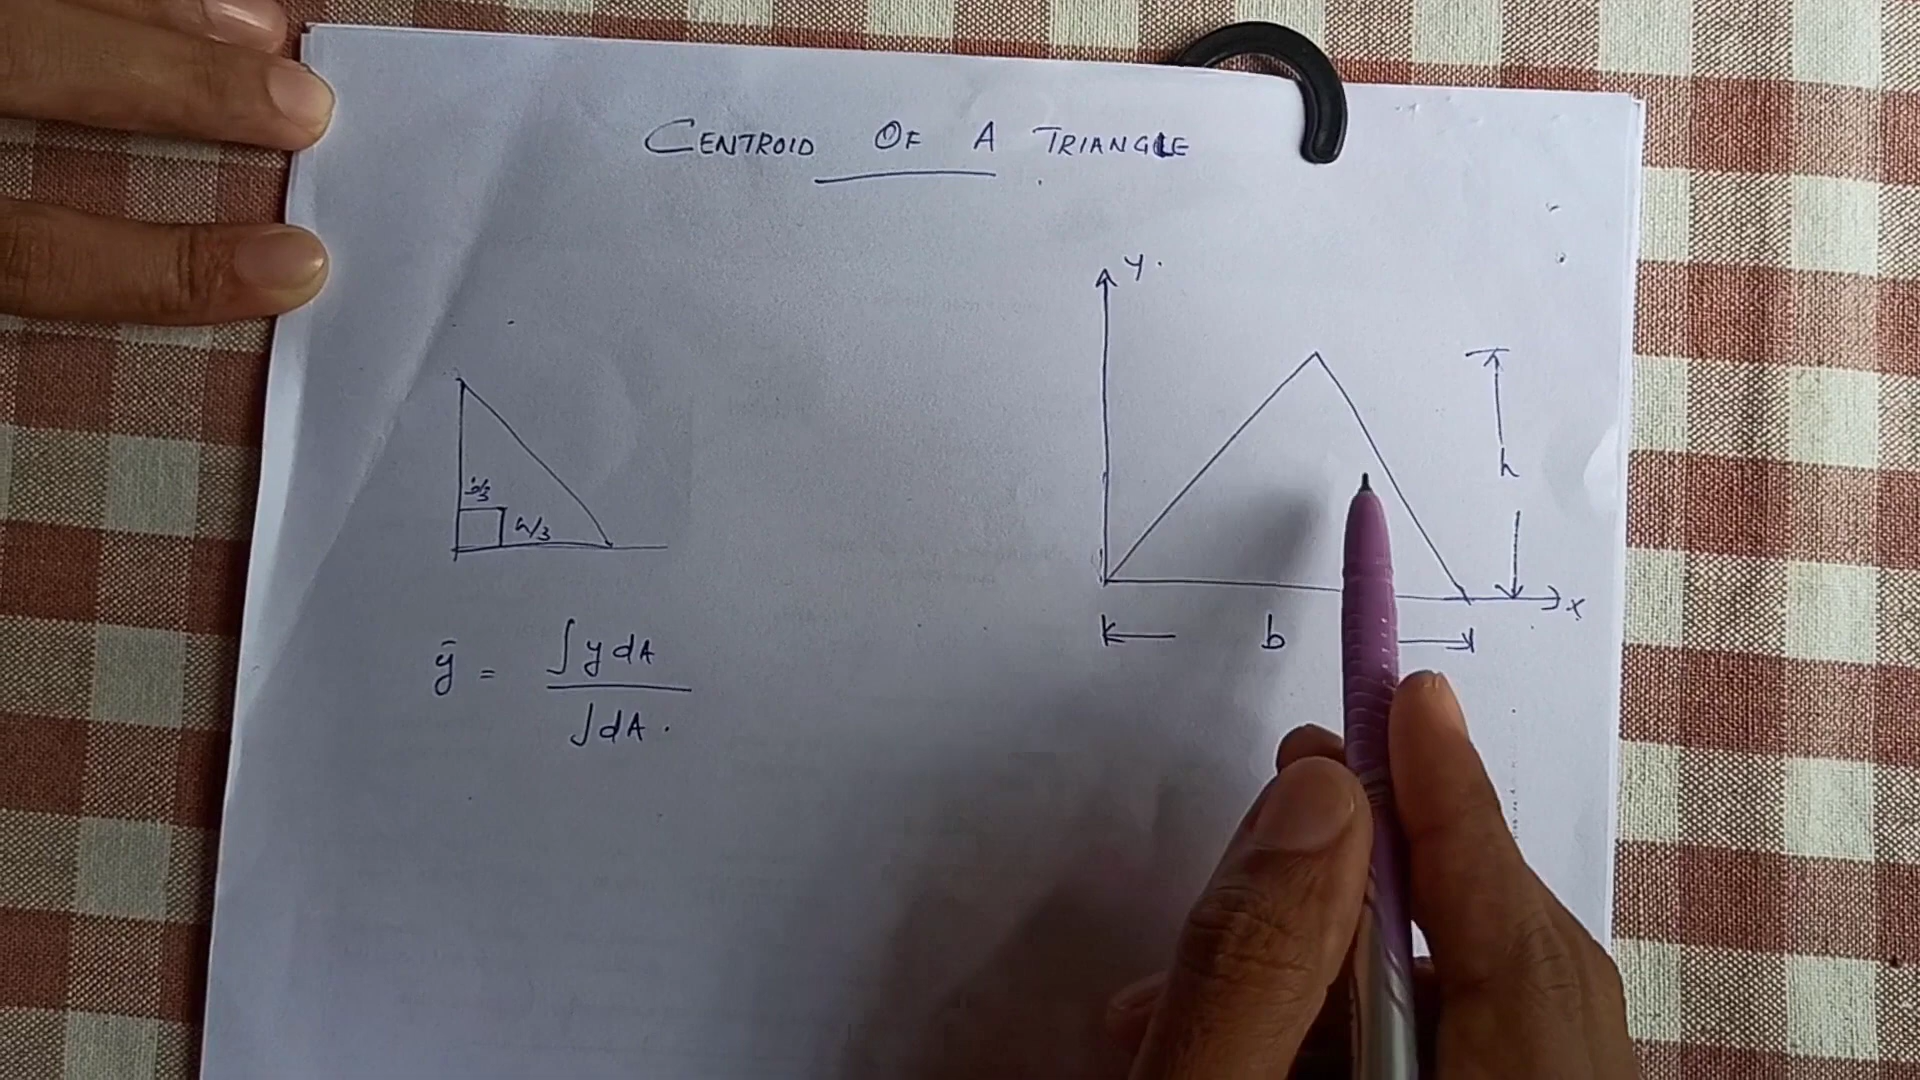 CENTROID OF A TRIANGLE
y
h
b/3
h/3
x
b
ȳ = ∫ y dA
∫ dA .